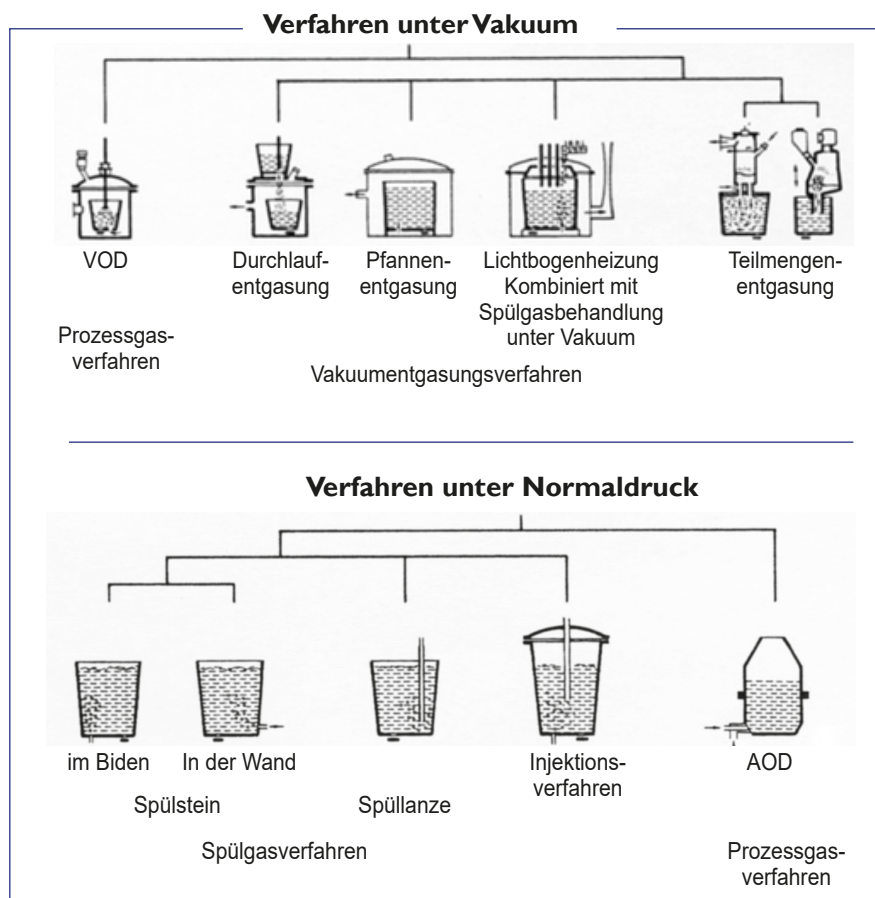 Verfahren unter Vakuum
VOD
Durchlauf-
entgasung
Pfannen-
entgasung
Lichtbogenheizung
Kombiniert mit
Spülgasbehandlung
unter Vakuum
Teilmengen-
entgasung
Prozessgas-
verfahren
Vakuumentgasungsverfahren
Verfahren unter Normaldruck
im Biden
In der Wand
Injektions-
verfahren
AOD
Spülstein
Spüllanze
Spülgasverfahren
Prozessgas-
verfahren